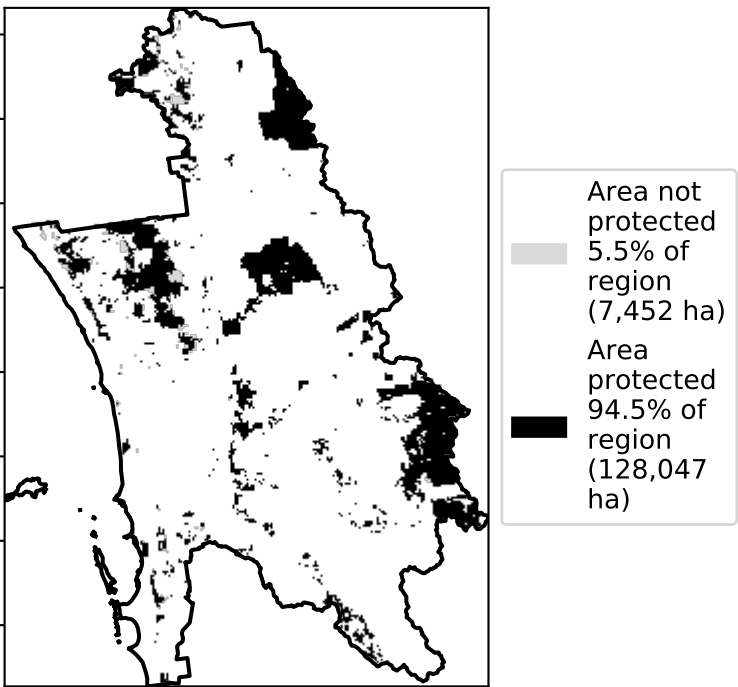 Area not
protected
5.5% of
region
(7,452 ha)
Area
protected
94.5% of
region
(128,047
ha)